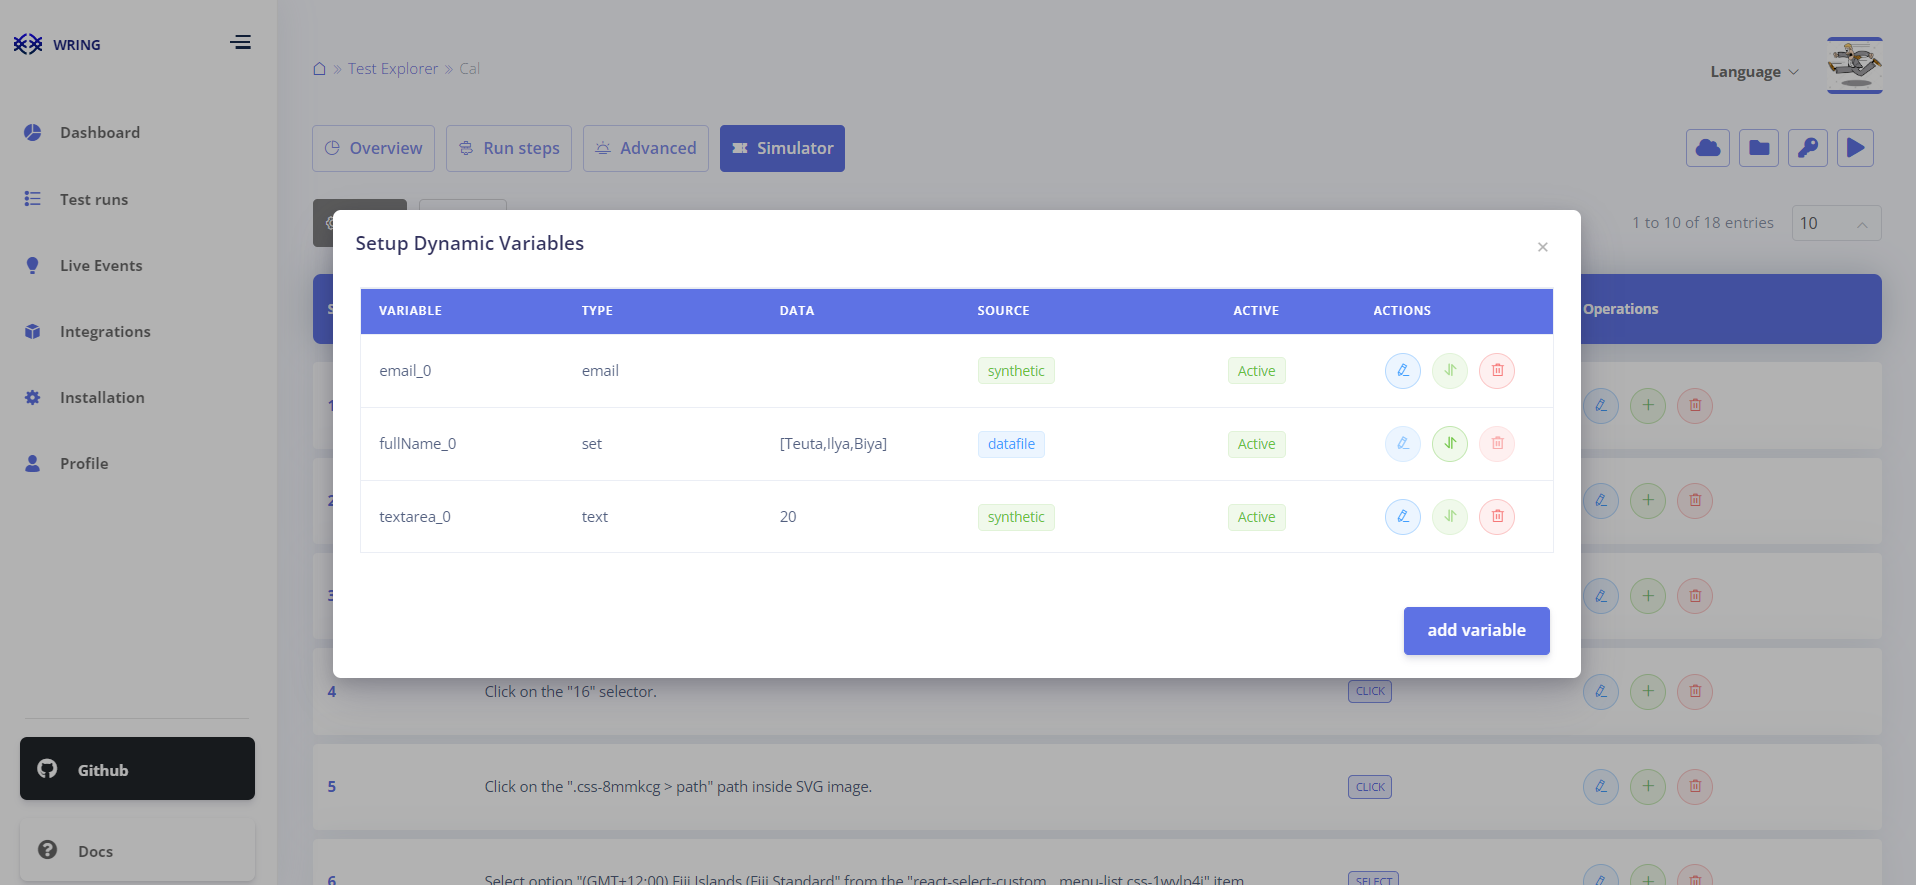 WRING
Test Explorer » Cal
Language
Dashboard
Overview
Run steps
Advanced
Simulator
Test runs
1 to 10 of 18 entries
10
Setup Dynamic Variables
Live Events
VARIABLE TYPE DATA SOURCE ACTIVE ACTIONS
Operations
Integrations
email_0 email synthetic Active
Installation
1
fullName_0 set [Teuta,Ilya,Biya] datafile Active
Profile
2
textarea_0 text 20 synthetic Active
3
add variable
4 Click on the "16" selector. CLICK
Github
5 Click on the ".css-8mmkcg > path" path inside SVG image. CLICK
Docs
6 Select option "(GMT+12:00) Fiji Islands (Fiji Standard" from the "react-select-custom__menu-list css-1wvlp4i" item SELECT